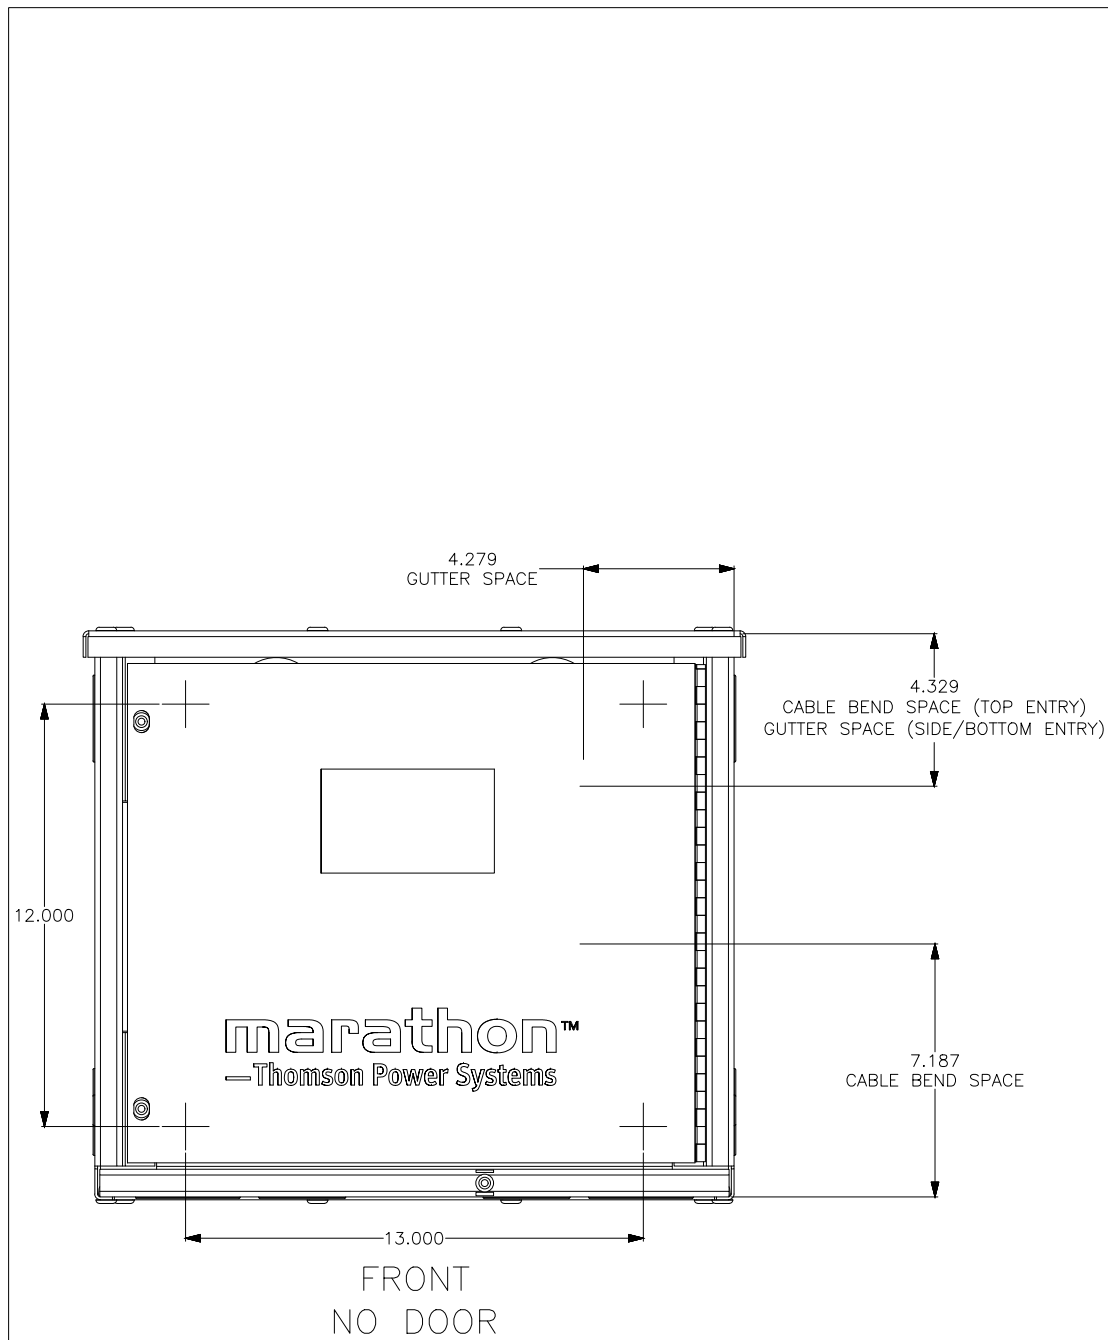 4.279
GUTTER SPACE
4.329
CABLE BEND SPACE (TOP ENTRY)
GUTTER SPACE (SIDE/BOTTOM ENTRY)
12.000
marathon™
—Thomson Power Systems
7.187
CABLE BEND SPACE
13.000
FRONT
NO DOOR